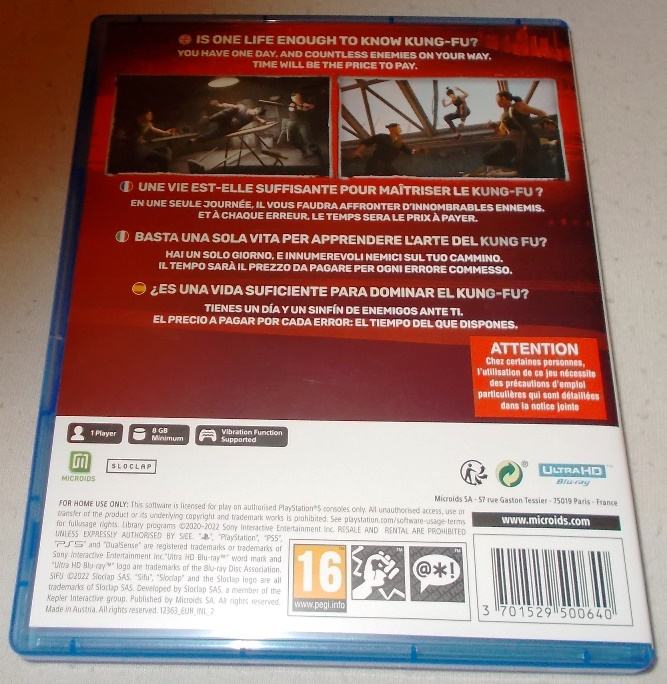 IS ONE LIFE ENOUGH TO KNOW KUNG-FU?
YOU HAVE ONE DAY, AND COUNTLESS ENEMIES ON YOUR WAY.
TIME WILL BE THE PRICE TO PAY.
UNE VIE EST-ELLE SUFFISANTE POUR MAÎTRISER LE KUNG-FU ?
EN UNE SEULE JOURNÉE, IL VOUS FAUDRA AFFRONTER D'INNOMBRABLES ENNEMIS.
ET À CHAQUE ERREUR, LE TEMPS SERA LE PRIX À PAYER.
BASTA UNA SOLA VITA PER APPRENDERE L'ARTE DEL KUNG FU?
HAI UN SOLO GIORNO, E INNUMEREVOLI NEMICI SUL TUO CAMMINO.
IL TEMPO SARÀ IL PREZZO DA PAGARE PER OGNI ERRORE COMMESSO.
¿ES UNA VIDA SUFICIENTE PARA DOMINAR EL KUNG-FU?
TIENES UN DÍA Y UN SINFÍN DE ENEMIGOS ANTE TI.
EL PRECIO A PAGAR POR CADA ERROR: EL TIEMPO DEL QUE DISPONES.
ATTENTION
Chez certaines personnes,
l'utilisation de ce jeu nécessite
des précautions d'emploi
particulières qui sont détaillées
dans la notice jointe
1 Player
8 GB
Minimum
Vibration Function
Supported
MICROIDS
SLOCLAP
ULTRAHD
Blu-ray
Microids SA - 57 rue Gaston Tessier - 75019 Paris - France
www.microids.com
FOR HOME USE ONLY: This software is licensed for play on authorised PlayStation®5 consoles only. All unauthorised access, use or
transfer of the product or its underlying copyright and trademark works is prohibited. See playstation.com/software-usage-terms
for full usage rights. Library programs ©2020-2022 Sony Interactive Entertainment Inc. RESALE AND RENTAL ARE PROHIBITED
UNLESS EXPRESSLY AUTHORISED BY SIEE. "PlayStation", "PS5",
"PS5" and "DualSense" are registered trademarks or trademarks of
Sony Interactive Entertainment Inc. "Ultra HD Blu-ray™" word mark and
"Ultra HD Blu-ray™" logo are trademarks of the Blu-ray Disc Association.
SIFU ©2022 Sloclap SAS. "Sifu", "Sloclap" and the Sloclap logo are all
trademarks of Sloclap SAS. Developed by Sloclap SAS, a member of the
Kepler Interactive group. Published by Microids SA. All rights reserved.
Made in Austria. All rights reserved. 12363_EUR_INL_2
16
www.pegi.info
@*!
3 701529 500640